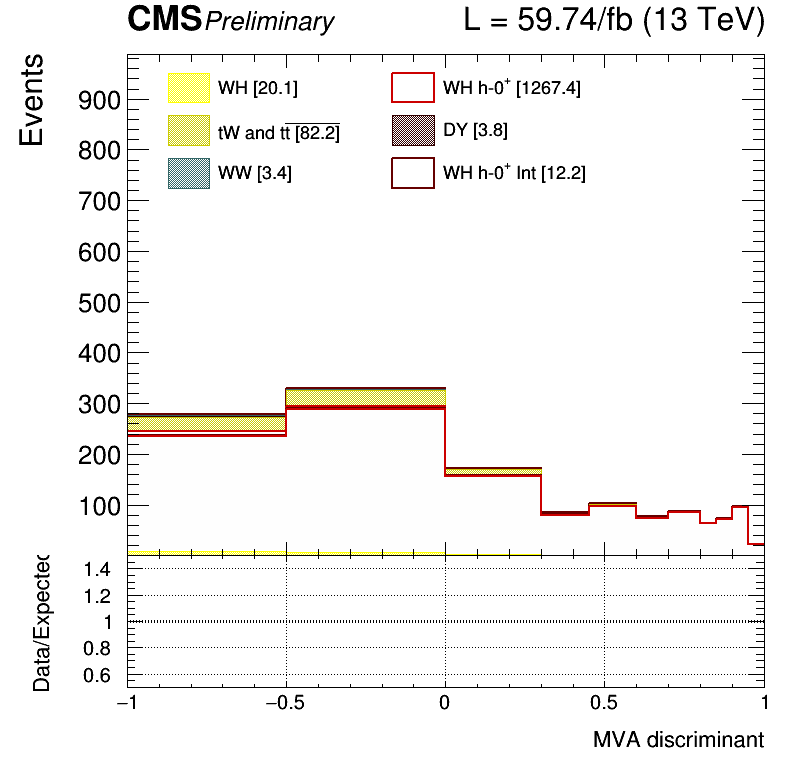 CMS Preliminary L = 59.74/fb (13 TeV)
Events
WH [20.1]
WH h-0⁺ [1267.4]
tW and tt̄ [82.2]
DY [3.8]
WW [3.4]
WH h-0⁺ Int [12.2]
900
800
700
600
500
400
300
200
100
Data/Expected
1.4
1.2
1
0.8
0.6
−1 −0.5 0 0.5 1
MVA discriminant